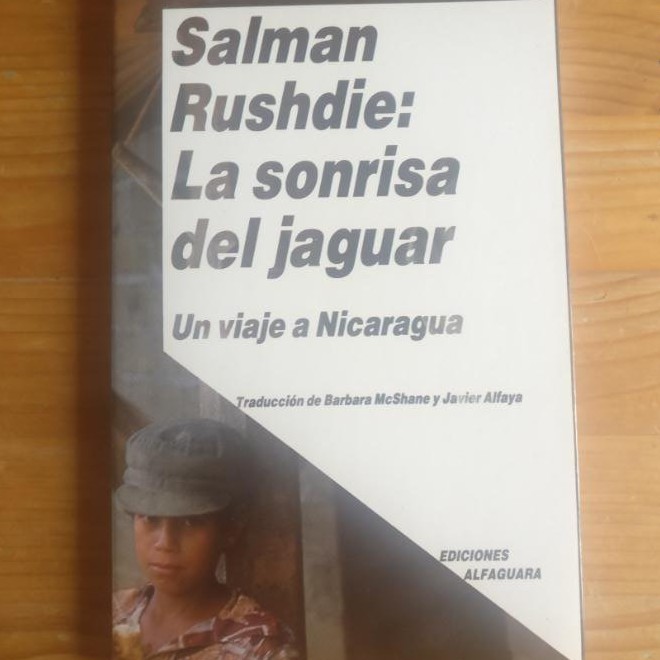 Salman
Rushdie:
La sonrisa
del jaguar
Un viaje a Nicaragua
Traducción de Barbara McShane y Javier Alfaya
EDICIONES
ALFAGUARA